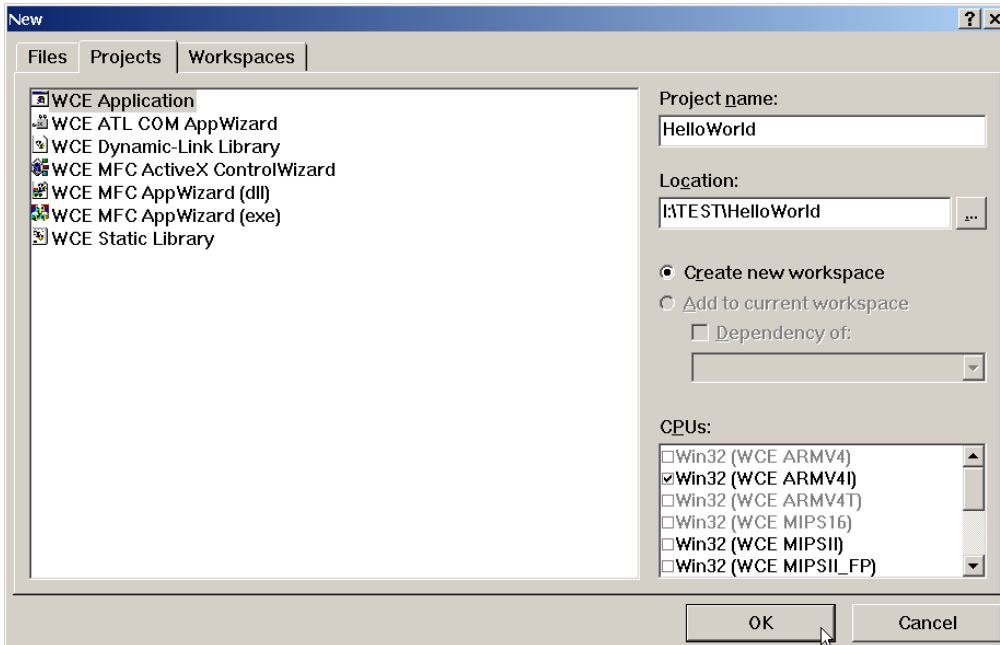 New
Files
Projects
Workspaces
WCE Application
WCE ATL COM AppWizard
WCE Dynamic-Link Library
WCE MFC ActiveX ControlWizard
WCE MFC AppWizard (dll)
WCE MFC AppWizard (exe)
WCE Static Library
Project name:
HelloWorld
Location:
I:\TEST\HelloWorld
...
Create new workspace
Add to current workspace
Dependency of:
CPUs:
Win32 (WCE ARMV4)
Win32 (WCE ARMV4I)
Win32 (WCE ARMV4T)
Win32 (WCE MIPS16)
Win32 (WCE MIPSII)
Win32 (WCE MIPSII_FP)
OK
Cancel